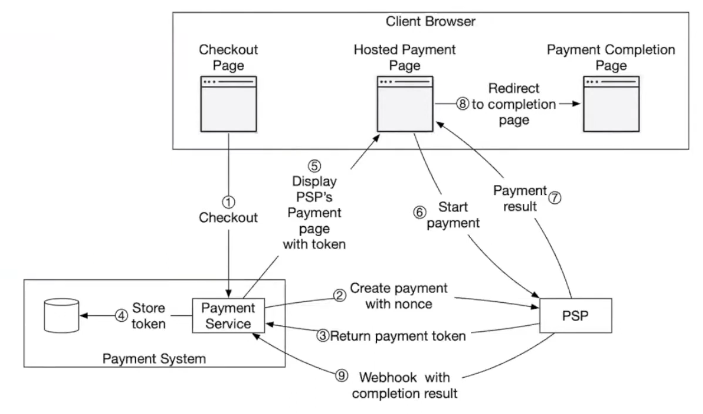 Client Browser
Checkout
Page
Hosted Payment
Page
Payment Completion
Page
Redirect
⑧ to completion
page
⑤
Display
PSP's
Payment
page
with token
①
Checkout
⑥ Start
payment
Payment
result ⑦
④ Store
token
Payment
Service
② Create payment
with nonce
③ Return payment token
PSP
Payment System
⑨ Webhook with
completion result